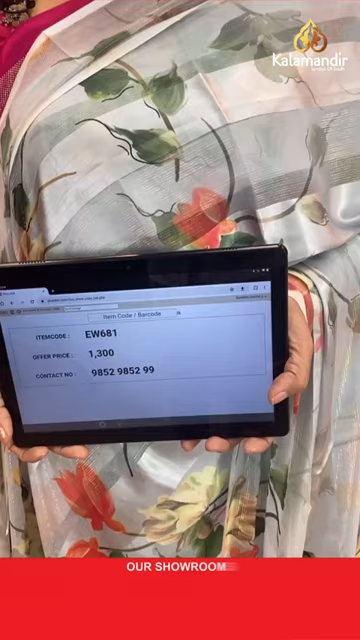 Kalamandir
Item Code / Barcode
ITEMCODE : EW681
OFFER PRICE : 1,300
CONTACT NO : 9852 9852 99
OUR SHOWROOM